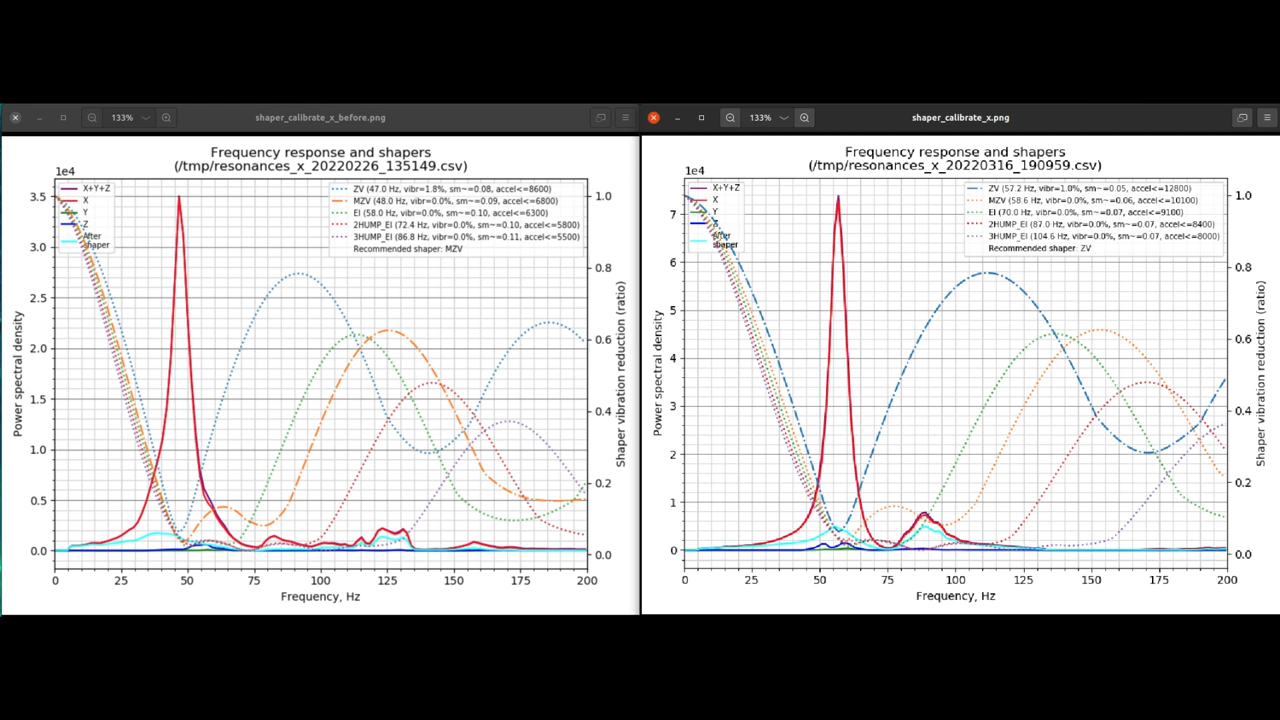 133%
shaper_calibrate_x_before.png
Frequency response and shapers
(/tmp/resonances_x_20220226_135149.csv)
1e4
X+Y+Z
X
Y
Z
After
shaper
ZV (47.0 Hz, vibr=1.8%, sm~=0.08, accel<=8600)
MZV (48.0 Hz, vibr=0.0%, sm~=0.09, accel<=6800)
EI (58.0 Hz, vibr=0.0%, sm~=0.10, accel<=6300)
2HUMP_EI (72.4 Hz, vibr=0.0%, sm~=0.10, accel<=5800)
3HUMP_EI (86.8 Hz, vibr=0.0%, sm~=0.11, accel<=5500)
Recommended shaper: MZV
3.5
3.0
2.5
2.0
1.5
1.0
0.5
0.0
Power spectral density
1.0
0.8
0.6
0.4
0.2
0.0
Shaper vibration reduction (ratio)
0 25 50 75 100 125 150 175 200
Frequency, Hz
133%
shaper_calibrate_x.png
Frequency response and shapers
(/tmp/resonances_x_20220316_190959.csv)
1e4
X+Y+Z
X
Y
Z
After
shaper
ZV (57.2 Hz, vibr=1.0%, sm~=0.05, accel<=12800)
MZV (58.6 Hz, vibr=0.0%, sm~=0.06, accel<=10100)
EI (70.0 Hz, vibr=0.0%, sm~=0.07, accel<=9100)
2HUMP_EI (87.0 Hz, vibr=0.0%, sm~=0.07, accel<=8400)
3HUMP_EI (104.6 Hz, vibr=0.0%, sm~=0.07, accel<=8000)
Recommended shaper: ZV
7
6
5
4
3
2
1
0
Power spectral density
1.0
0.8
0.6
0.4
0.2
0.0
Shaper vibration reduction (ratio)
0 25 50 75 100 125 150 175 200
Frequency, Hz